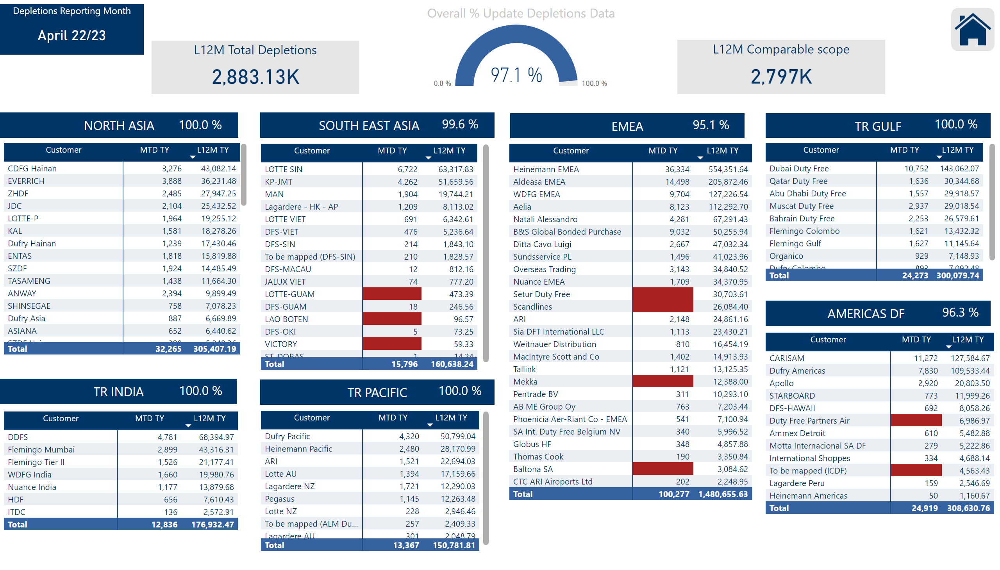 Depletions Reporting Month
April 22/23
L12M Total Depletions
2,883.13K
Overall % Update Depletions Data
97.1 %
0.0 %
100.0 %
L12M Comparable scope
2,797K
NORTH ASIA 100.0 %
Customer MTD TY L12M TY
CDFG Hainan 3,276 43,082.14
EVERRICH 3,888 36,231.48
ZHDF 2,485 27,947.25
JDC 2,104 25,432.52
LOTTE-P 1,964 19,255.12
KAL 1,581 18,278.26
Dufry Hainan 1,239 17,430.46
ENTAS 1,818 15,819.88
SZDF 1,924 14,485.49
TASAMENG 1,438 11,664.30
ANWAY 2,394 9,899.49
SHINSEGAE 758 7,078.23
Dufry Asia 887 6,669.89
ASIANA 652 6,440.62
Total 32,265 305,407.19
TR INDIA 100.0 %
Customer MTD TY L12M TY
DDFS 4,781 68,394.97
Flemingo Mumbai 2,899 43,316.31
Flemingo Tier II 1,526 21,177.41
WDFG India 1,660 19,980.76
Nuance India 1,177 13,879.68
HDF 656 7,610.43
ITDC 136 2,572.91
Total 12,836 176,932.47
SOUTH EAST ASIA 99.6 %
Customer MTD TY L12M TY
LOTTE SIN 6,722 63,317.83
KP-JMT 4,262 51,659.56
MAN 1,904 19,744.21
Lagardere - HK - AP 1,209 8,113.02
LOTTE VIET 691 6,342.61
DFS-VIET 476 5,236.64
DFS-SIN 214 1,843.10
To be mapped (DFS-SIN) 210 1,828.57
DFS-MACAU 12 812.16
JALUX VIET 74 777.20
LOTTE-GUAM 473.39
DFS-GUAM 18 246.56
LAO BOTEN 96.57
DFS-OKI 5 73.25
VICTORY 59.33
1 14.24
Total 15,796 160,638.24
TR PACIFIC 100.0 %
Customer MTD TY L12M TY
Dufry Pacific 4,320 50,799.04
Heinemann Pacific 2,480 28,170.99
ARI 1,521 22,694.03
Lotte AU 1,394 17,159.66
Lagardere NZ 1,721 12,290.03
Pegasus 1,145 12,263.48
Lotte NZ 228 2,946.46
To be mapped (ALM Du... 257 2,409.33
Lagardere AU 301 2,048.79
Total 13,367 150,781.81
EMEA 95.1 %
Customer MTD TY L12M TY
Heinemann EMEA 36,334 554,351.64
Aldeasa EMEA 14,498 205,872.46
WDFG EMEA 9,704 127,226.54
Aelia 8,123 112,292.70
Natali Alessandro 4,281 67,291.43
B&S Global Bonded Purchase 9,032 50,255.94
Ditta Cavo Luigi 2,667 47,032.34
Sundsservice PL 1,496 41,023.96
Overseas Trading 3,143 34,840.52
Nuance EMEA 1,709 34,370.95
Setur Duty Free 30,703.61
Scandlines 26,084.40
ARI 2,148 24,861.16
Sia DFT International LLC 1,113 23,430.21
Weitnauer Distribution 810 16,454.19
MacIntyre Scott and Co 1,402 14,913.93
Tallink 1,121 13,125.35
Mekka 12,388.00
Pentrade BV 311 10,293.10
AB ME Group Oy 763 7,203.44
Phoenicia Aer-Riant Co - EMEA 541 7,100.94
SA Int. Duty Free Belgium NV 340 5,996.52
Globus HF 348 4,857.88
Thomas Cook 190 3,350.84
Baltona SA 3,084.62
CTC ARI Airoports Ltd 202 2,248.95
Total 100,277 1,480,655.63
TR GULF 100.0 %
Customer MTD TY L12M TY
Dubai Duty Free 10,752 143,062.07
Qatar Duty Free 1,636 30,344.68
Abu Dhabi Duty Free 1,557 29,918.57
Muscat Duty Free 2,937 29,018.54
Bahrain Duty Free 2,253 26,579.61
Flemingo Colombo 1,621 13,432.32
Flemingo Gulf 1,627 11,145.64
Organico 929 7,148.93
Dufry Colombo 893 7,092.48
Total 24,273 300,079.74
AMERICAS DF 96.3 %
Customer MTD TY L12M TY
CARISAM 11,272 127,584.67
Dufry Americas 7,830 109,533.44
Apollo 2,920 20,803.50
STARBOARD 773 11,999.26
DFS-HAWAII 692 8,058.26
Duty Free Partners Air 6,986.97
Ammex Detroit 610 5,482.88
Motta Internacional SA DF 279 5,222.86
International Shoppes 334 4,688.14
To be mapped (ICDF) 4,563.43
Lagardere Peru 159 2,546.69
Heinemann Americas 50 1,160.67
Total 24,919 308,630.76